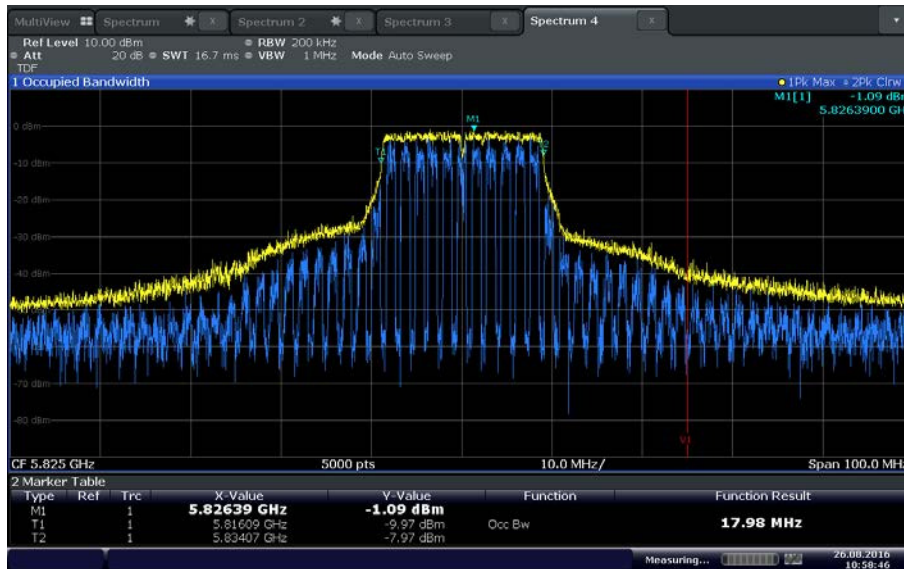 MultiView Spectrum x Spectrum 2 x Spectrum 3 x Spectrum 4 x
Ref Level 10.00 dBm RBW 200 kHz
Att 20 dB SWT 16.7 ms VBW 1 MHz Mode Auto Sweep
TDF
1 Occupied Bandwidth 1Pk Max 2Pk Clrw
M1[1] -1.09 dBm
5.8263900 GH
M1
0 dBm
T1 T2
-10 dBm
-20 dBm
-30 dBm
-40 dBm
-70 dBm
-80 dBm
V1
CF 5.825 GHz 5000 pts 10.0 MHz/ Span 100.0 MH
2 Marker Table
Type Ref Trc X-Value Y-Value Function Function Result
M1 1 5.82639 GHz -1.09 dBm
T1 1 5.81609 GHz -9.97 dBm Occ Bw 17.98 MHz
T2 1 5.83407 GHz -7.97 dBm
Measuring... 26.08.2016
10:58:46